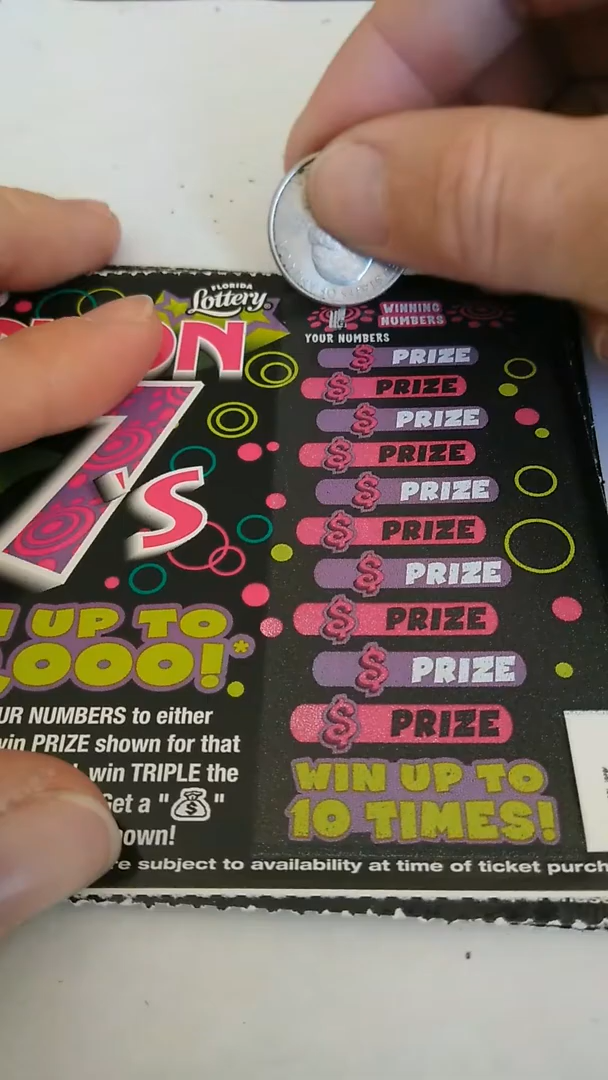 FLORIDA
Lottery
WINNING
NUMBERS
YOUR NUMBERS
$ PRIZE
$ PRIZE
$ PRIZE
$ PRIZE
$ PRIZE
$ PRIZE
$ PRIZE
$ PRIZE
$ PRIZE
$ PRIZE
7's
UP TO
,000!*
UR NUMBERS to either
win PRIZE shown for that
win TRIPLE the
Get a " "
own!
WIN UP TO
10 TIMES!
subject to availability at time of ticket purch